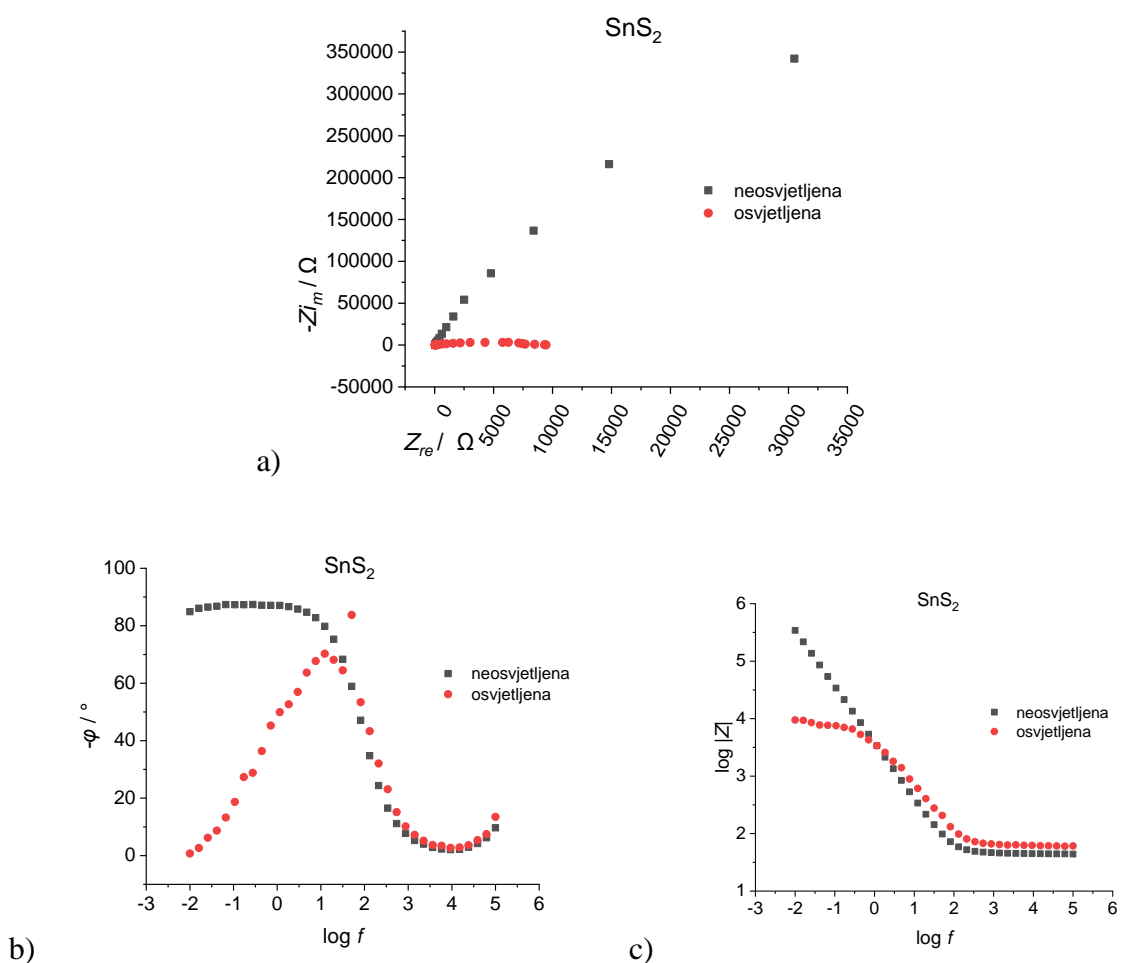 SnS₂
350000
300000
250000
200000
150000
100000
50000
0
-50000
-Zi_m / Ω
neosvjetljena
osvjetljena
0
5000
10000
15000
20000
25000
30000
35000
Z_re / Ω
a)
SnS₂
100
80
60
40
20
0
-φ / °
neosvjetljena
osvjetljena
-3 -2 -1 0 1 2 3 4 5 6
log f
b)
SnS₂
6
5
4
3
2
1
log |Z|
neosvjetljena
osvjetljena
-3 -2 -1 0 1 2 3 4 5 6
log f
c)